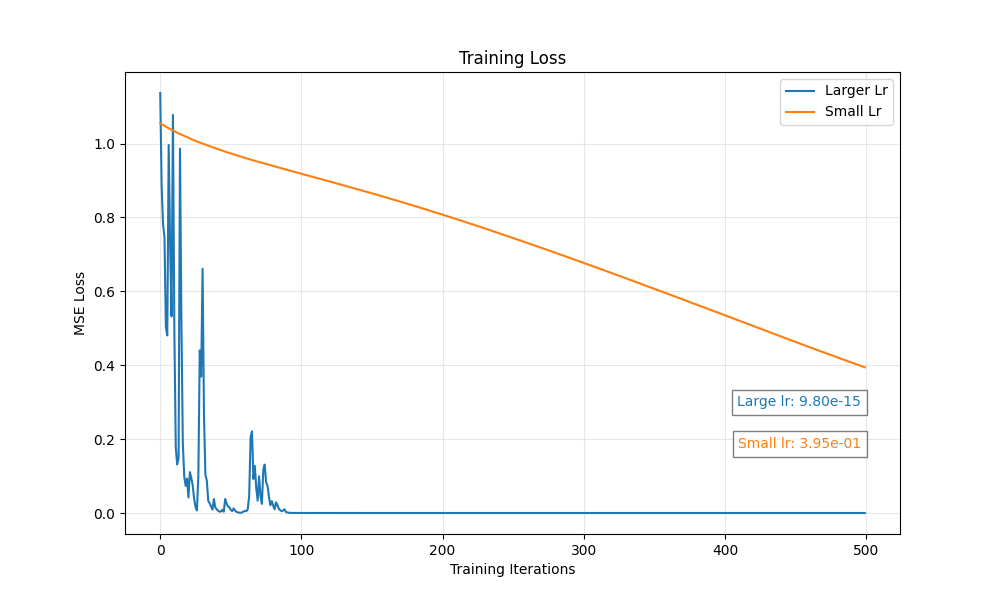 Training Loss
Larger Lr
Small Lr
MSE Loss
1.0
0.8
0.6
0.4
0.2
0.0
Large lr: 9.80e-15
Small lr: 3.95e-01
0 100 200 300 400 500
Training Iterations